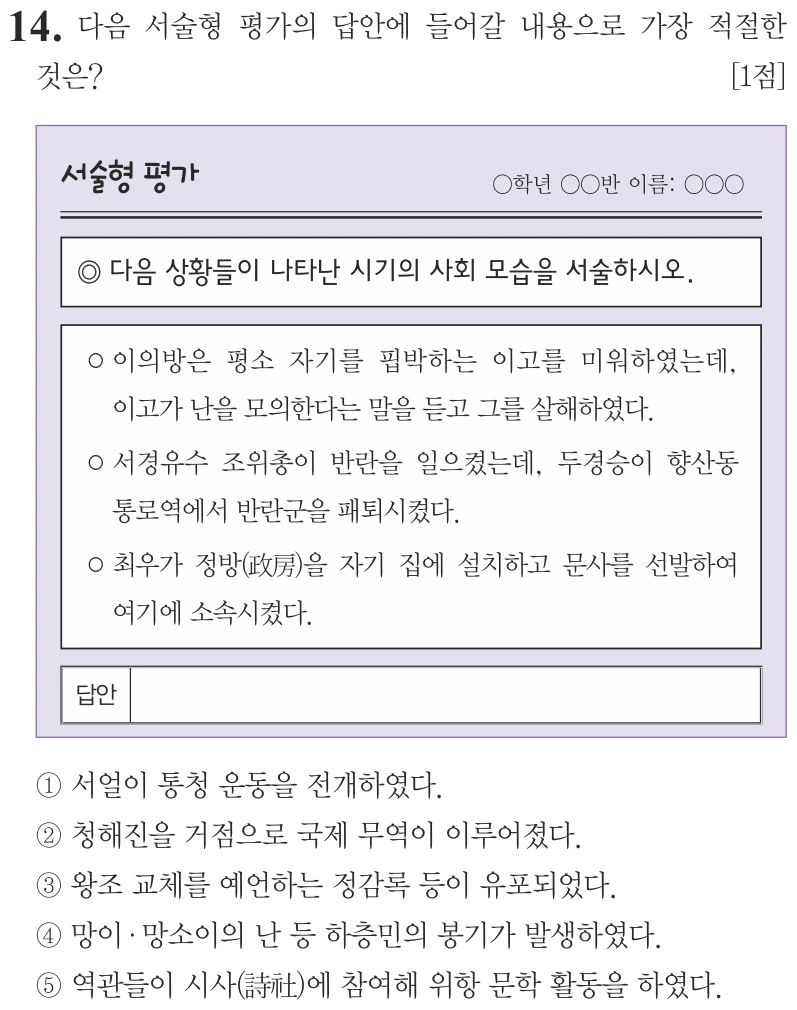 14. 다음 서술형 평가의 답안에 들어갈 내용으로 가장 적절한
것은? [1점]
서술형 평가 ○학년 ○○반 이름: ○○○
◎ 다음 상황들이 나타난 시기의 사회 모습을 서술하시오.
○ 이의방은 평소 자기를 핍박하는 이고를 미워하였는데,
이고가 난을 모의한다는 말을 듣고 그를 살해하였다.
○ 서경유수 조위총이 반란을 일으켰는데, 두경승이 향산동
통로역에서 반란군을 패퇴시켰다.
○ 최우가 정방(政房)을 자기 집에 설치하고 문사를 선발하여
여기에 소속시켰다.
답안
① 서얼이 통청 운동을 전개하였다.
② 청해진을 거점으로 국제 무역이 이루어졌다.
③ 왕조 교체를 예언하는 정감록 등이 유포되었다.
④ 망이·망소이의 난 등 하층민의 봉기가 발생하였다.
⑤ 역관들이 시사(詩社)에 참여해 위항 문학 활동을 하였다.